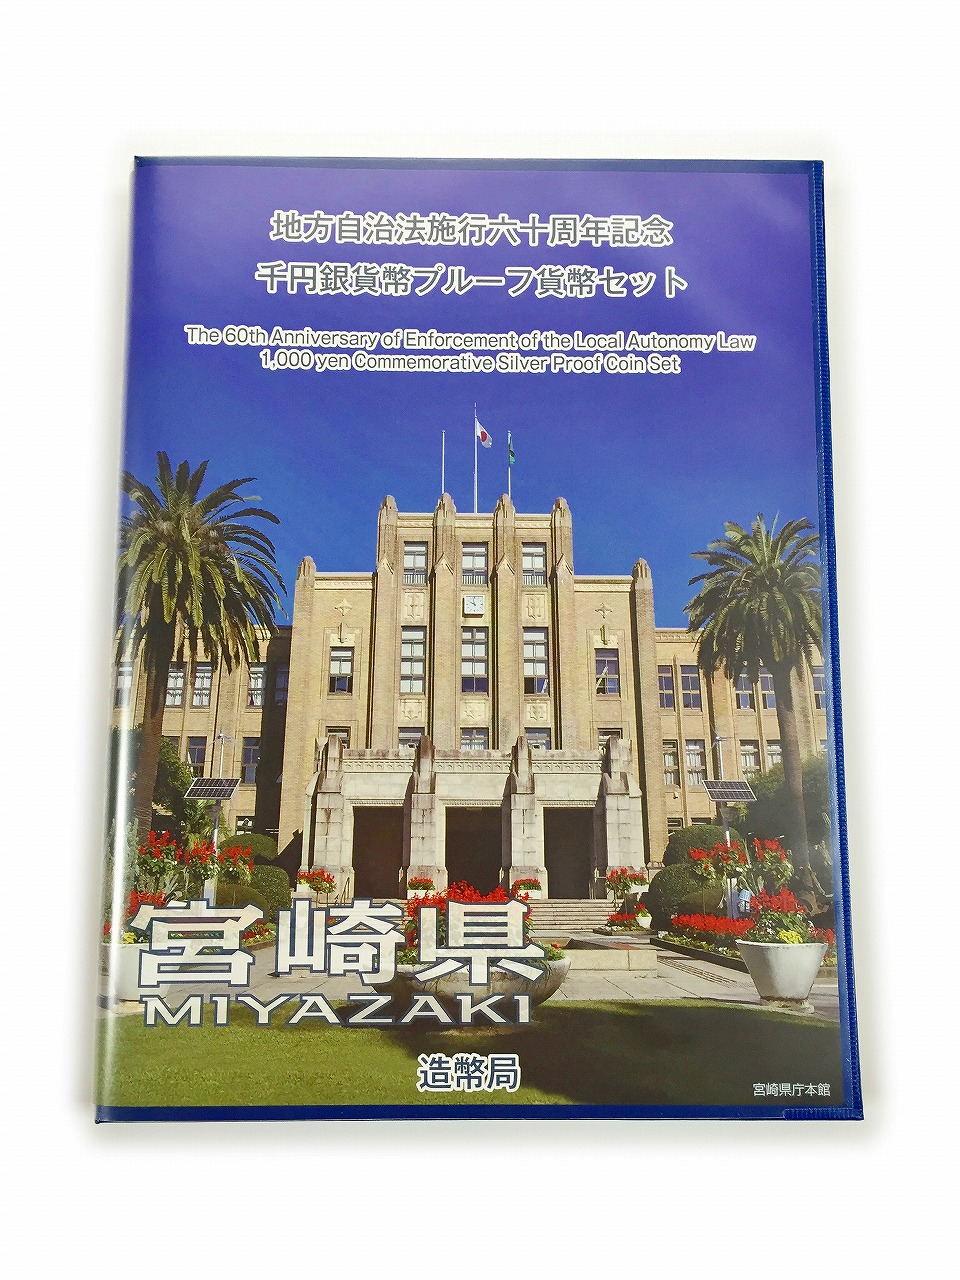 地方自治法施行六十周年記念
千円銀貨幣プルーフ貨幣セット
The 60th Anniversary of Enforcement of the Local Autonomy Law
1,000 yen Commemorative Silver Proof Coin Set
宮崎県
MIYAZAKI
造幣局
宮崎県庁本館